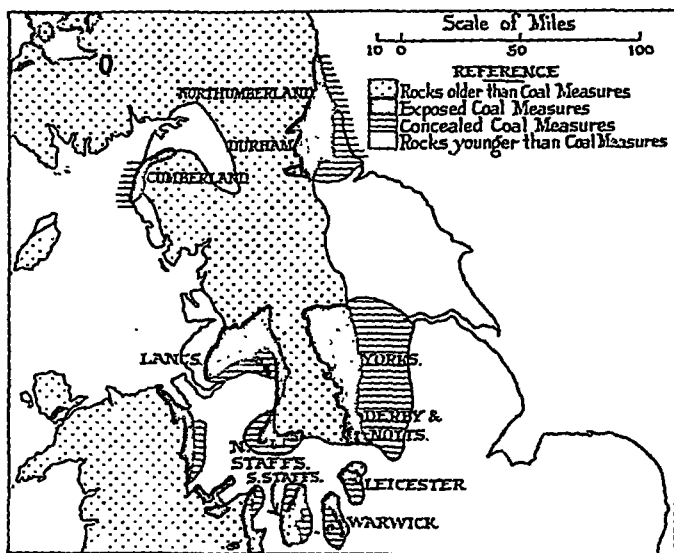 Scale of Miles
10 0 50 100
REFERENCE
Rocks older than Coal Measures
Exposed Coal Measures
Concealed Coal Measures
Rocks younger than Coal Measures
NORTHUMBERLAND
DURHAM
CUMBERLAND
LANCS.
YORKS.
DERBY &
NOTTS.
N.
STAFFS.
S. STAFFS.
LEICESTER
WARWICK